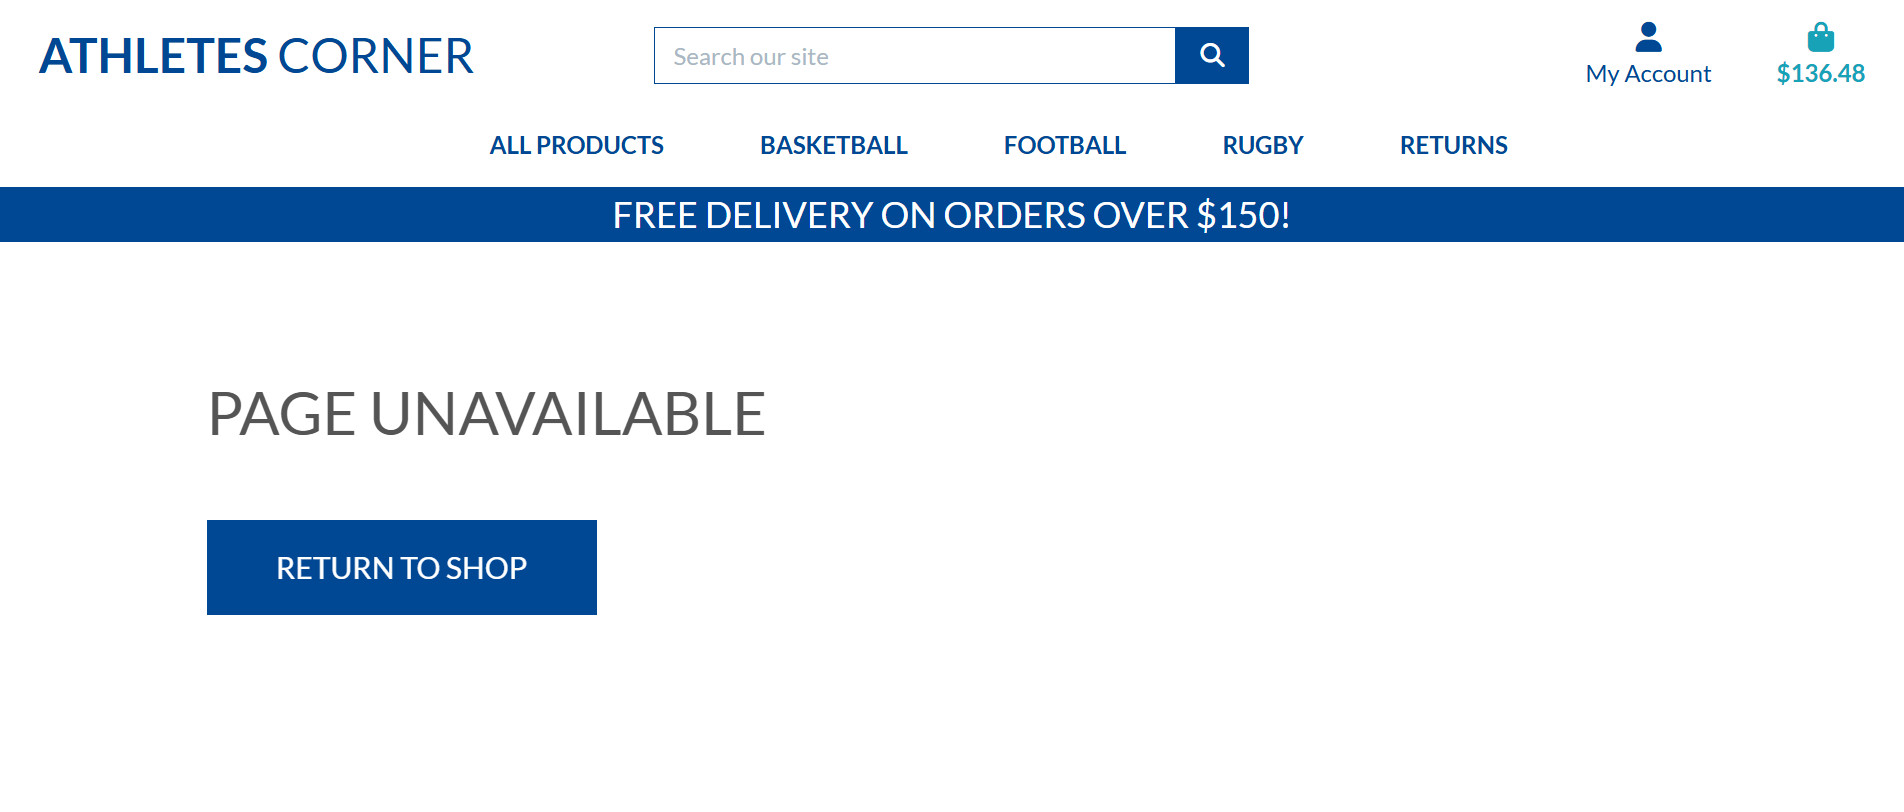 ATHLETES CORNER
Search our site
My Account
$136.48
ALL PRODUCTS
BASKETBALL
FOOTBALL
RUGBY
RETURNS
FREE DELIVERY ON ORDERS OVER $150!
PAGE UNAVAILABLE
RETURN TO SHOP